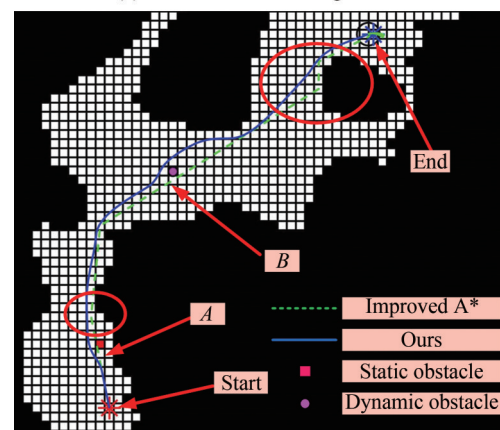 End
B
Improved A*
A
Ours
Static obstacle
Start
Dynamic obstacle